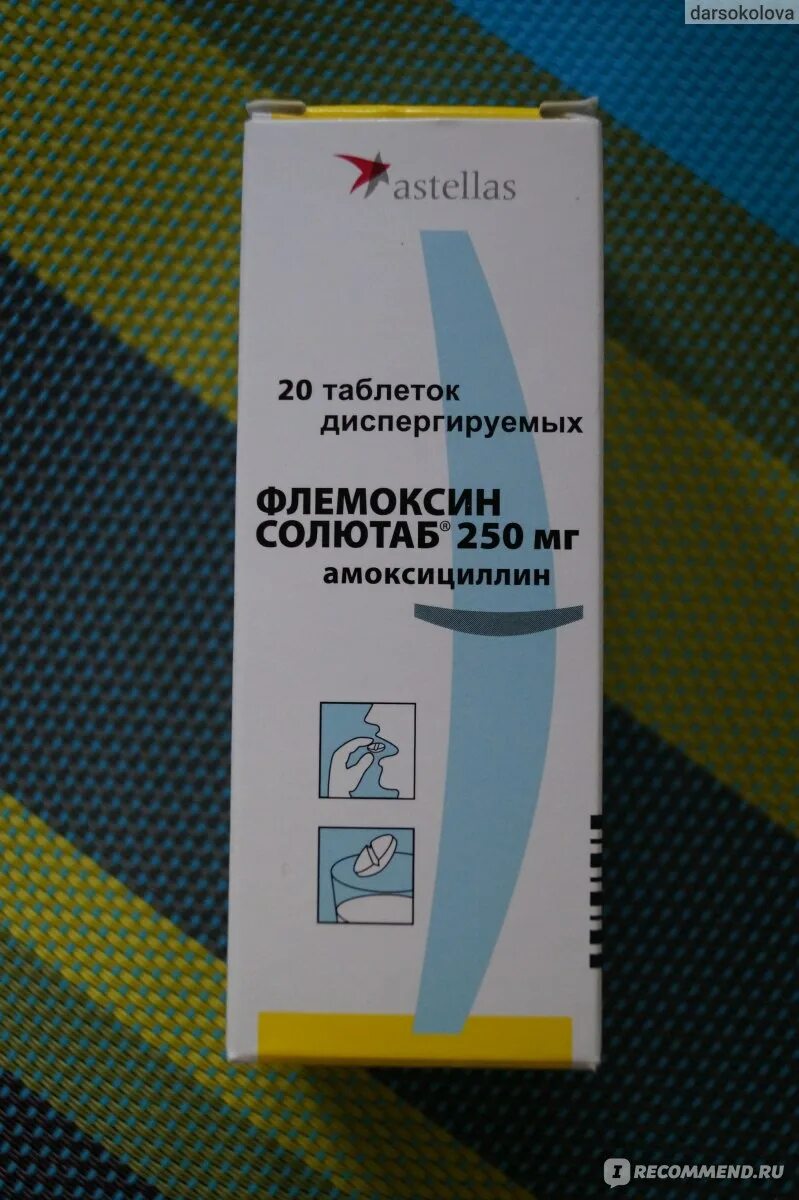 darsokolova
astellas
20 таблеток
диспергируемых
ФЛЕМОКСИН
СОЛЮТАБ® 250 мг
амоксициллин
I RECOMMEND.RU